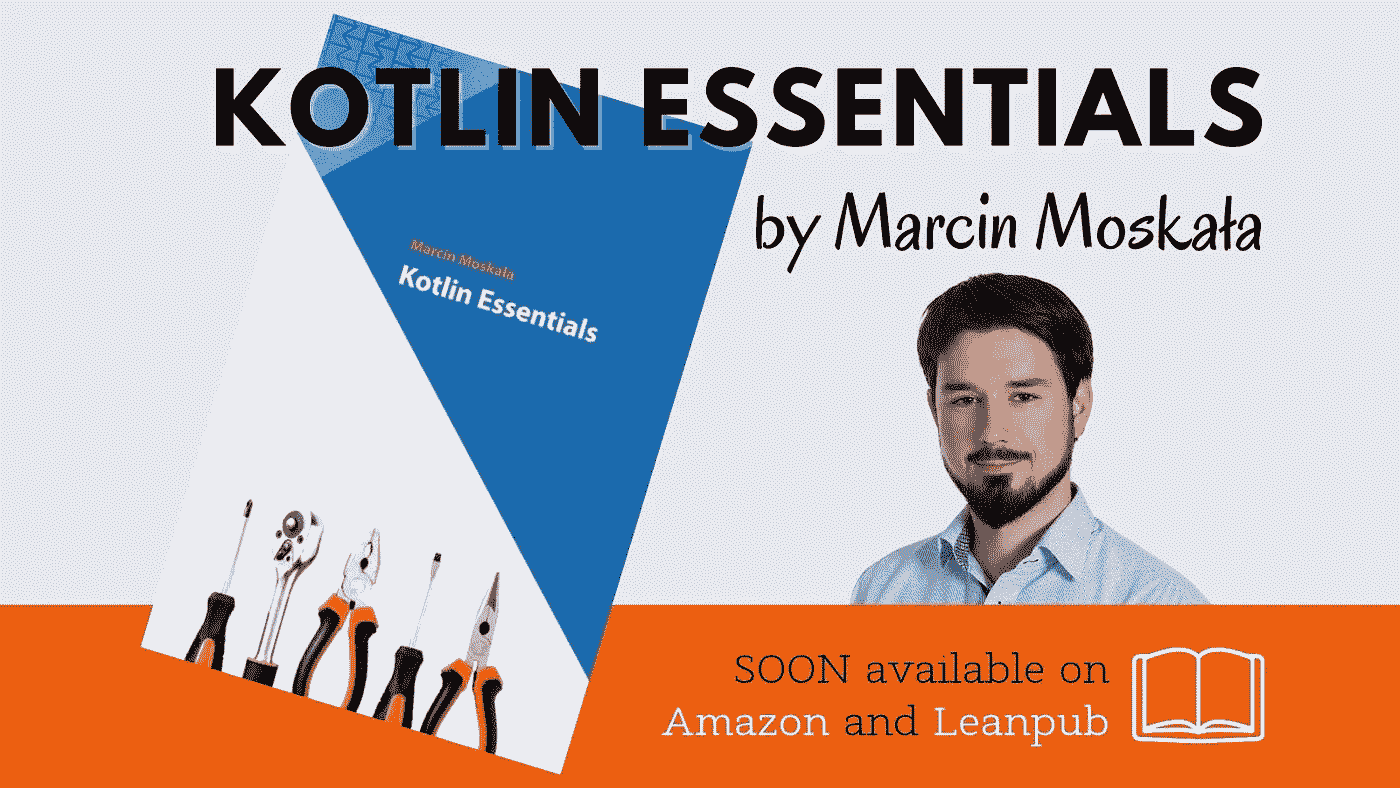 KOTLIN ESSENTIALS
by Marcin Moskała
Marcin Moskała
Kotlin Essentials
SOON available on
Amazon and Leanpub